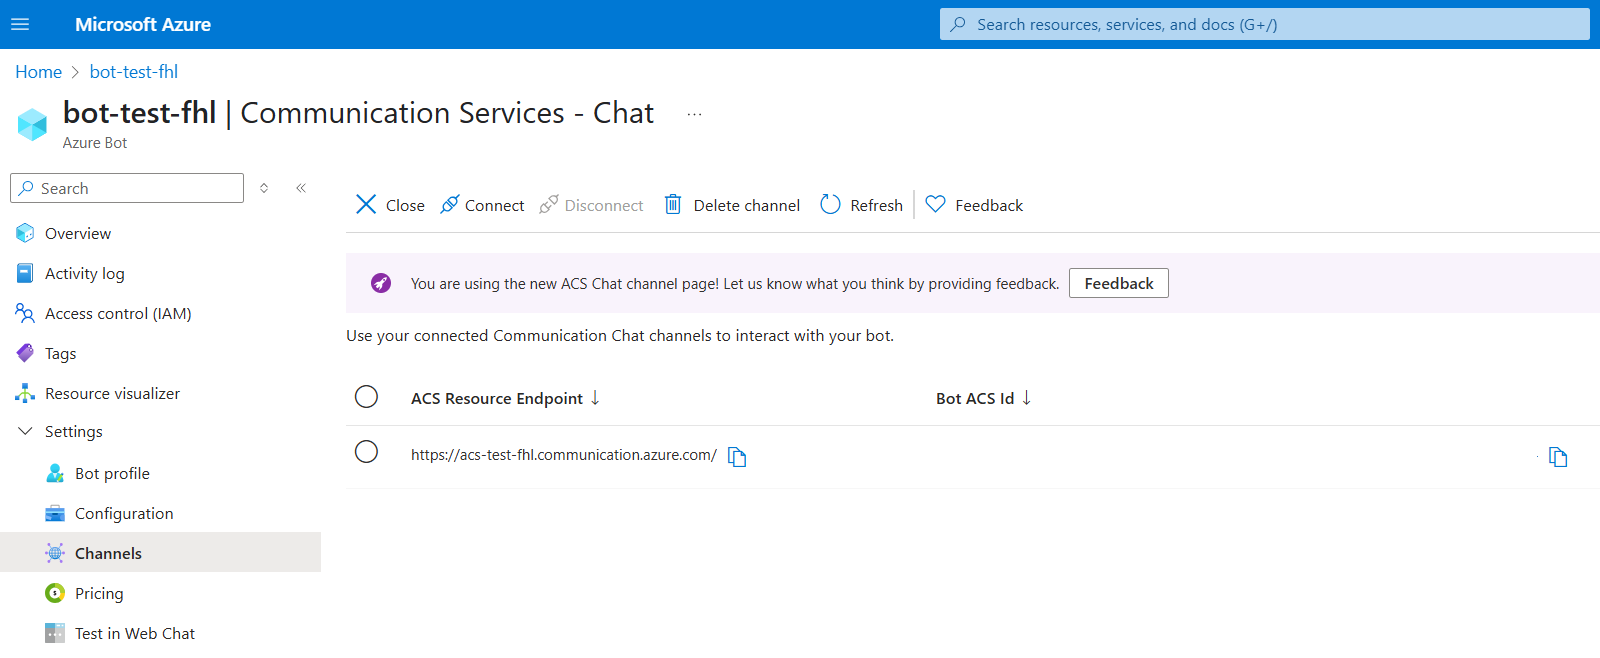 Microsoft Azure
Search resources, services, and docs (G+/)
Home > bot-test-fhl
bot-test-fhl | Communication Services - Chat ...
Azure Bot
Search
Overview
Activity log
Access control (IAM)
Tags
Resource visualizer
Settings
Bot profile
Configuration
Channels
Pricing
Test in Web Chat
Close Connect Disconnect Delete channel Refresh Feedback
You are using the new ACS Chat channel page! Let us know what you think by providing feedback. Feedback
Use your connected Communication Chat channels to interact with your bot.
ACS Resource Endpoint ↓ Bot ACS Id ↓
https://acs-test-fhl.communication.azure.com/